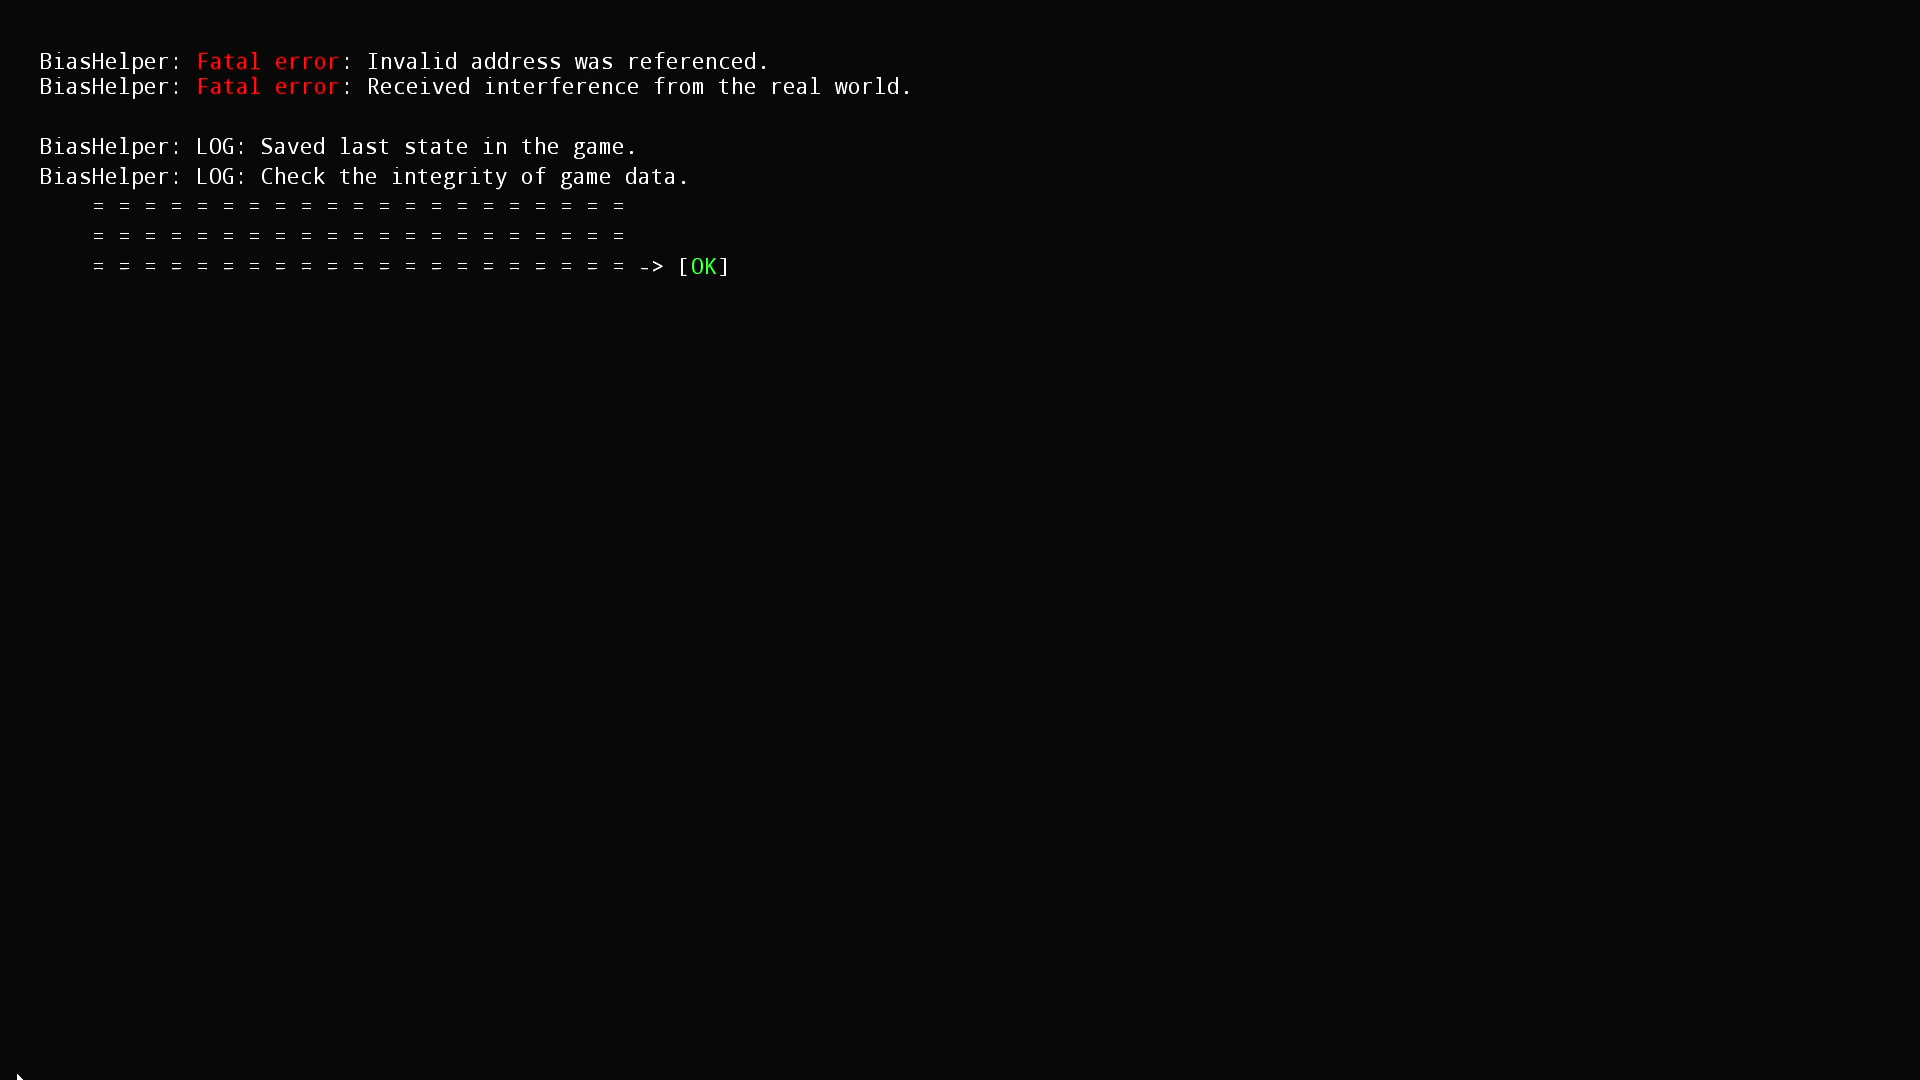 BiasHelper: Fatal error: Invalid address was referenced.
BiasHelper: Fatal error: Received interference from the real world.
BiasHelper: LOG: Saved last state in the game.
BiasHelper: LOG: Check the integrity of game data.
= = = = = = = = = = = = = = = = = = = = =
= = = = = = = = = = = = = = = = = = = = =
= = = = = = = = = = = = = = = = = = = = = -> [OK]